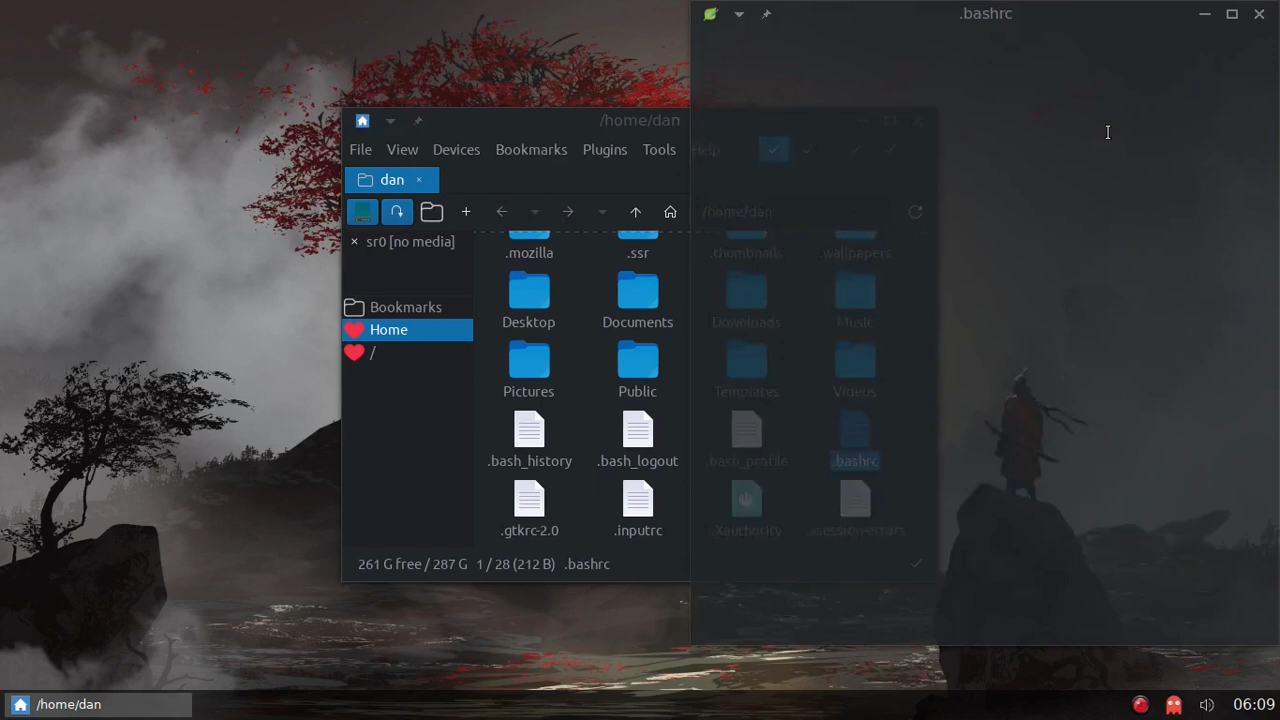 .bashrc
/home/dan
File View Devices Bookmarks Plugins Tools Help
dan
/home/dan
sr0 [no media]
.mozilla .ssr .thumbnails .wallpapers
Bookmarks
Home
/
Desktop Documents Downloads Music
Pictures Public Templates Videos
.bash_history .bash_logout .bash_profile .bashrc
.gtkrc-2.0 .inputrc .Xauthority .xsession-errors
261 G free / 287 G 1 / 28 (212 B) .bashrc
/home/dan
06:09